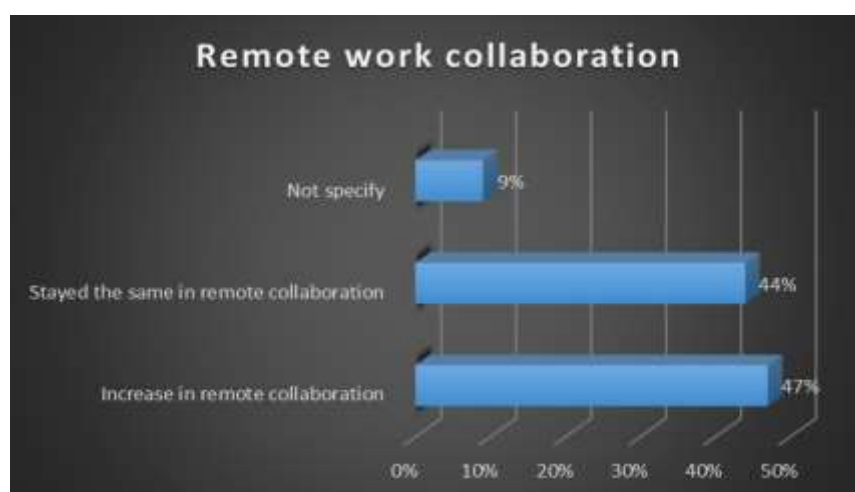 Remote work collaboration
Not specify
9%
Stayed the same in remote collaboration
44%
Increase in remote collaboration
47%
0% 10% 20% 30% 40% 50%